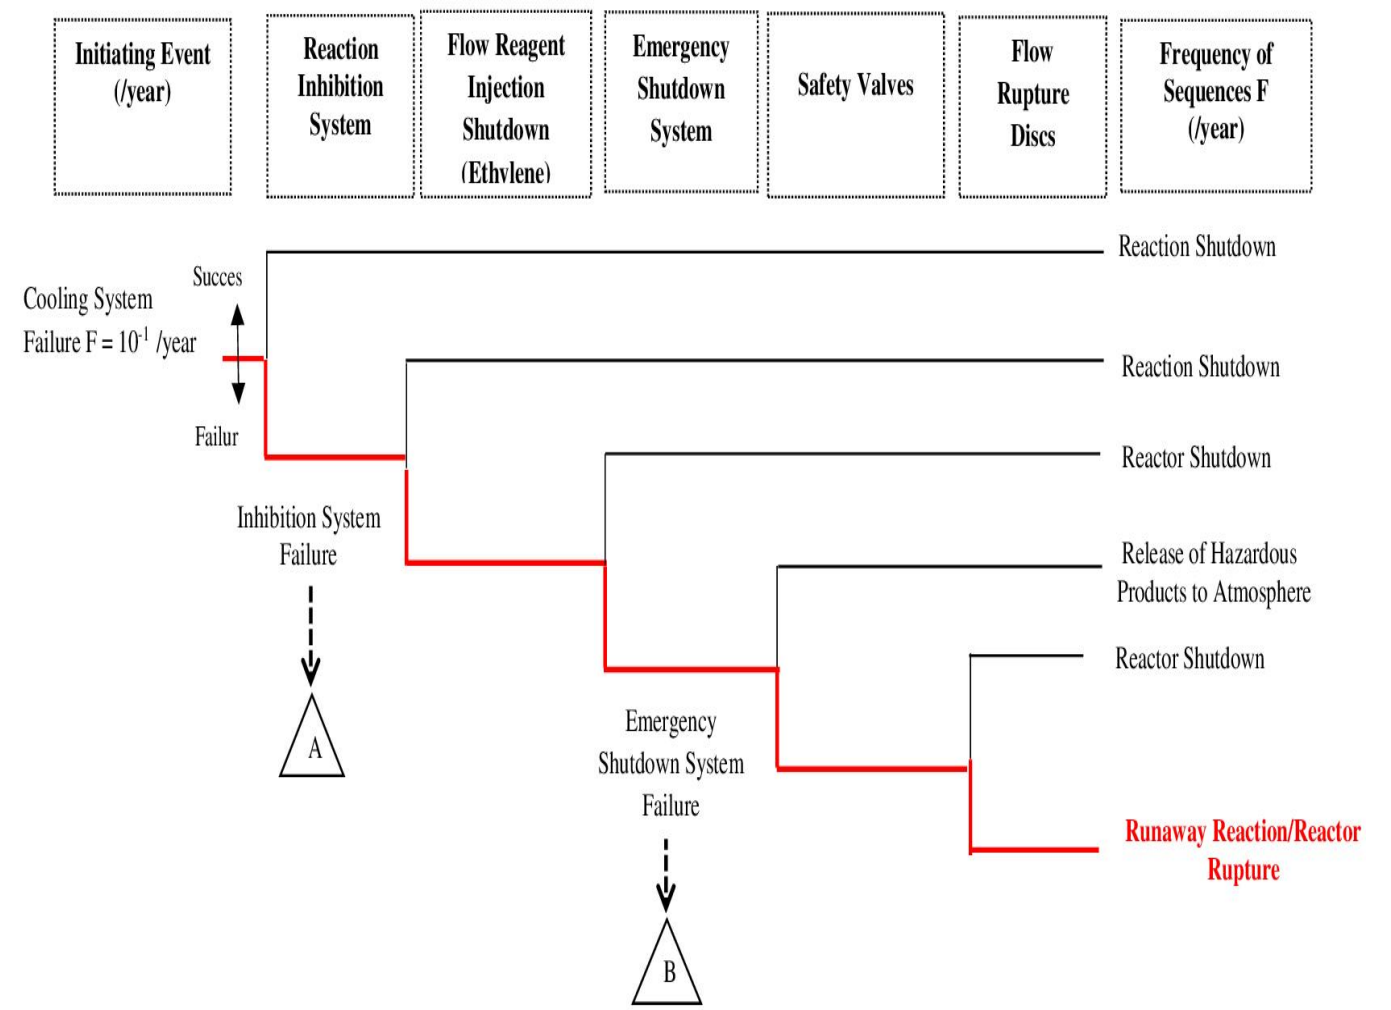 Initiating Event
(/year)
Reaction
Inhibition
System
Flow Reagent
Injection
Shutdown
(Ethylene)
Emergency
Shutdown
System
Safety Valves
Flow
Rupture
Discs
Frequency of
Sequences F
(/year)
Reaction Shutdown
Succes
Cooling System
Failure F = 10⁻¹ /year
Reaction Shutdown
Failur
Reactor Shutdown
Inhibition System
Failure
Release of Hazardous
Products to Atmosphere
Reactor Shutdown
A
Emergency
Shutdown System
Failure
Runaway Reaction/Reactor
Rupture
B